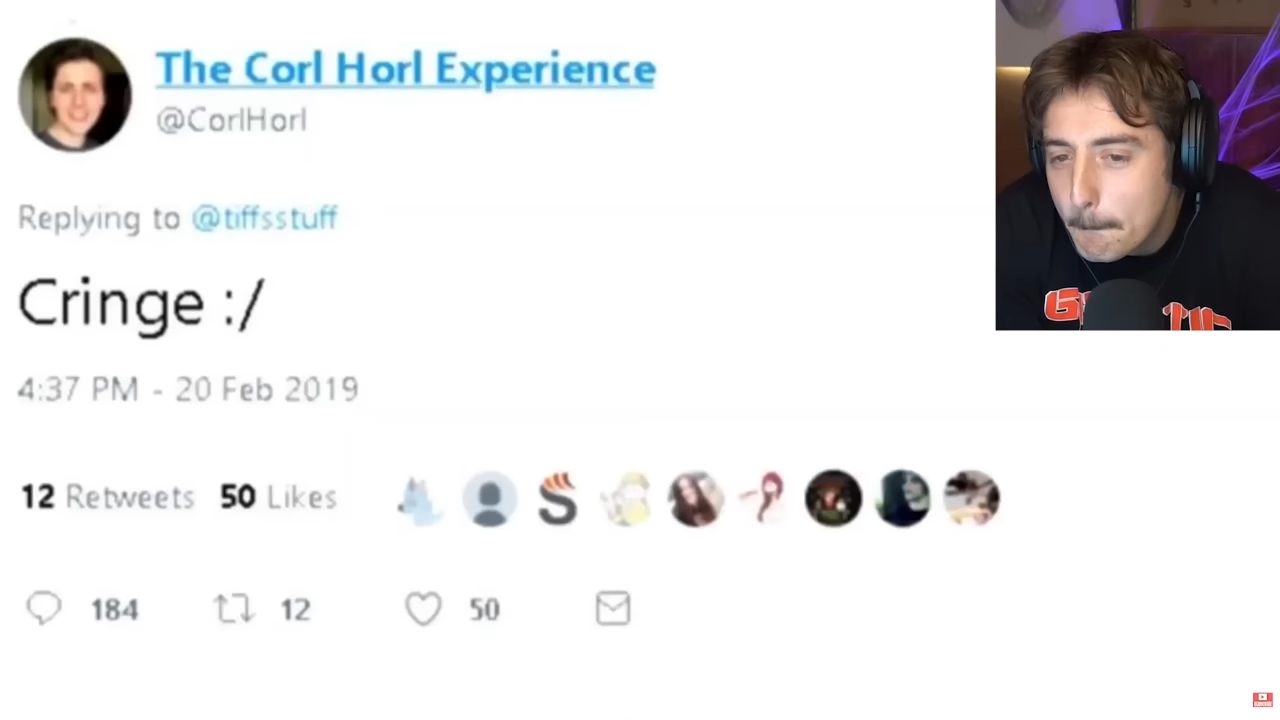 The Corl Horl Experience
@CorlHorl
Replying to @tiffsstuff
Cringe :/
4:37 PM - 20 Feb 2019
12 Retweets 50 Likes
S
184 12 50